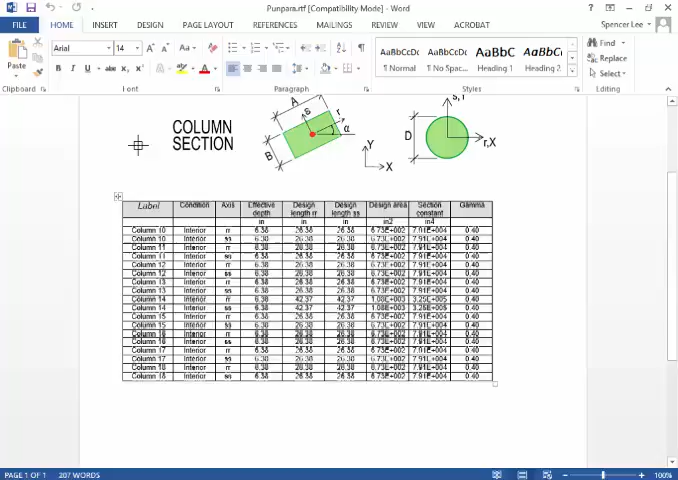 Punpara.rtf [Compatibility Mode] - Word
FILE HOME INSERT DESIGN PAGE LAYOUT REFERENCES MAILINGS REVIEW VIEW ACROBAT Spencer Lee
Paste Arial 14 AaBbCcDc AaBbCcDc AaBbC AaBbC Find
¶ Normal ¶ No Spac... Heading 1 Heading 2 Replace
Select
Clipboard Font Paragraph Styles Editing
A S r α B Y X
D r,X
COLUMN
SECTION
Label Condition Axis Effective depth Design length rr Design length ss Design area Section constant Gamma
in in in in2 in4
Column 10 Interior rr 6.38 26.38 26.38 6.73E+002 7.91E+004 0.40
Column 10 Interior ss 6.38 26.38 26.38 6.73E+002 7.91E+004 0.40
Column 11 Interior rr 6.38 26.38 26.38 6.73E+002 7.91E+004 0.40
Column 11 Interior ss 6.38 26.38 26.38 6.73E+002 7.91E+004 0.40
Column 12 Interior rr 6.38 26.38 26.38 6.73E+002 7.91E+004 0.40
Column 12 Interior ss 6.38 26.38 26.38 6.73E+002 7.91E+004 0.40
Column 13 Interior rr 6.38 26.38 26.38 6.73E+002 7.91E+004 0.40
Column 13 Interior ss 6.38 26.38 26.38 6.73E+002 7.91E+004 0.40
Column 14 Interior rr 6.38 42.37 42.37 1.08E+003 3.25E+005 0.40
Column 14 Interior ss 6.38 42.37 42.37 1.08E+003 3.25E+005 0.40
Column 15 Interior rr 6.38 26.38 26.38 6.73E+002 7.91E+004 0.40
Column 15 Interior ss 6.38 26.38 26.38 6.73E+002 7.91E+004 0.40
Column 16 Interior rr 6.38 26.38 26.38 6.73E+002 7.91E+004 0.40
Column 16 Interior ss 6.38 26.38 26.38 6.73E+002 7.91E+004 0.40
Column 17 Interior rr 6.38 26.38 26.38 6.73E+002 7.91E+004 0.40
Column 17 Interior ss 6.38 26.38 26.38 6.73E+002 7.91E+004 0.40
Column 18 Interior rr 6.38 26.38 26.38 6.73E+002 7.91E+004 0.40
Column 18 Interior ss 6.38 26.38 26.38 6.73E+002 7.91E+004 0.40
PAGE 1 OF 1 207 WORDS 100%